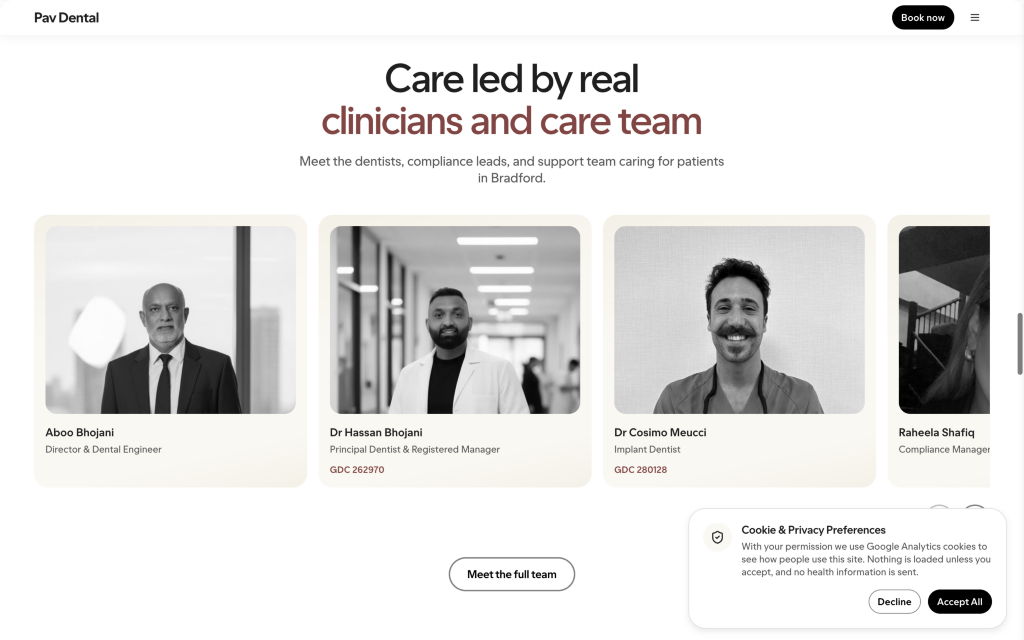 Pav Dental
Book now
Care led by real
clinicians and care team
Meet the dentists, compliance leads, and support team caring for patients
in Bradford.
Aboo Bhojani
Director & Dental Engineer
Dr Hassan Bhojani
Principal Dentist & Registered Manager
GDC 262970
Dr Cosimo Meucci
Implant Dentist
GDC 280128
Raheela Shafiq
Compliance Manager
Meet the full team
Cookie & Privacy Preferences
With your permission we use Google Analytics cookies to
see how people use this site. Nothing is loaded unless you
accept, and no health information is sent.
Decline
Accept All